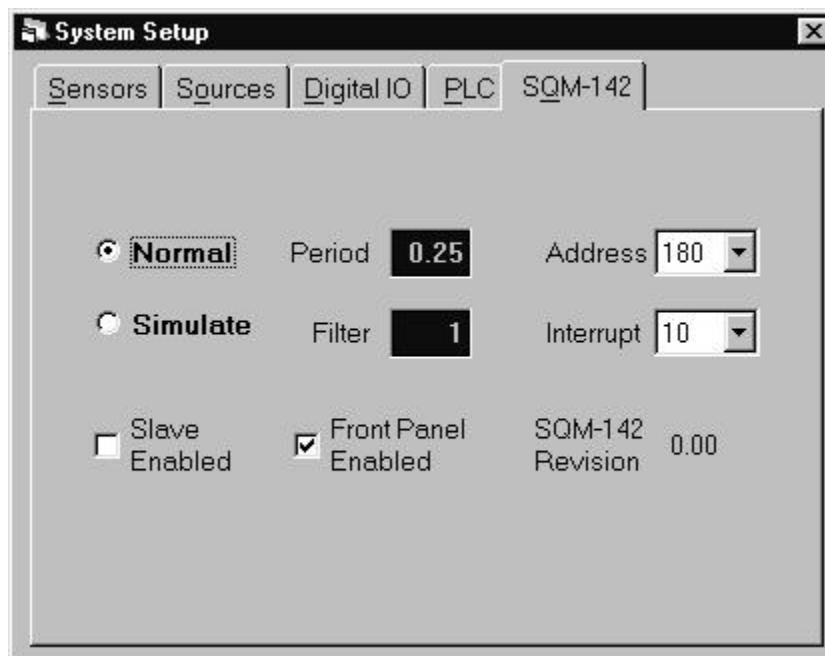 System Setup
Sensors Sources Digital IO PLC SQM-142
Normal Period 0.25 Address 180
Simulate Filter 1 Interrupt 10
Slave Front Panel SQM-142
Enabled Enabled Revision 0.00